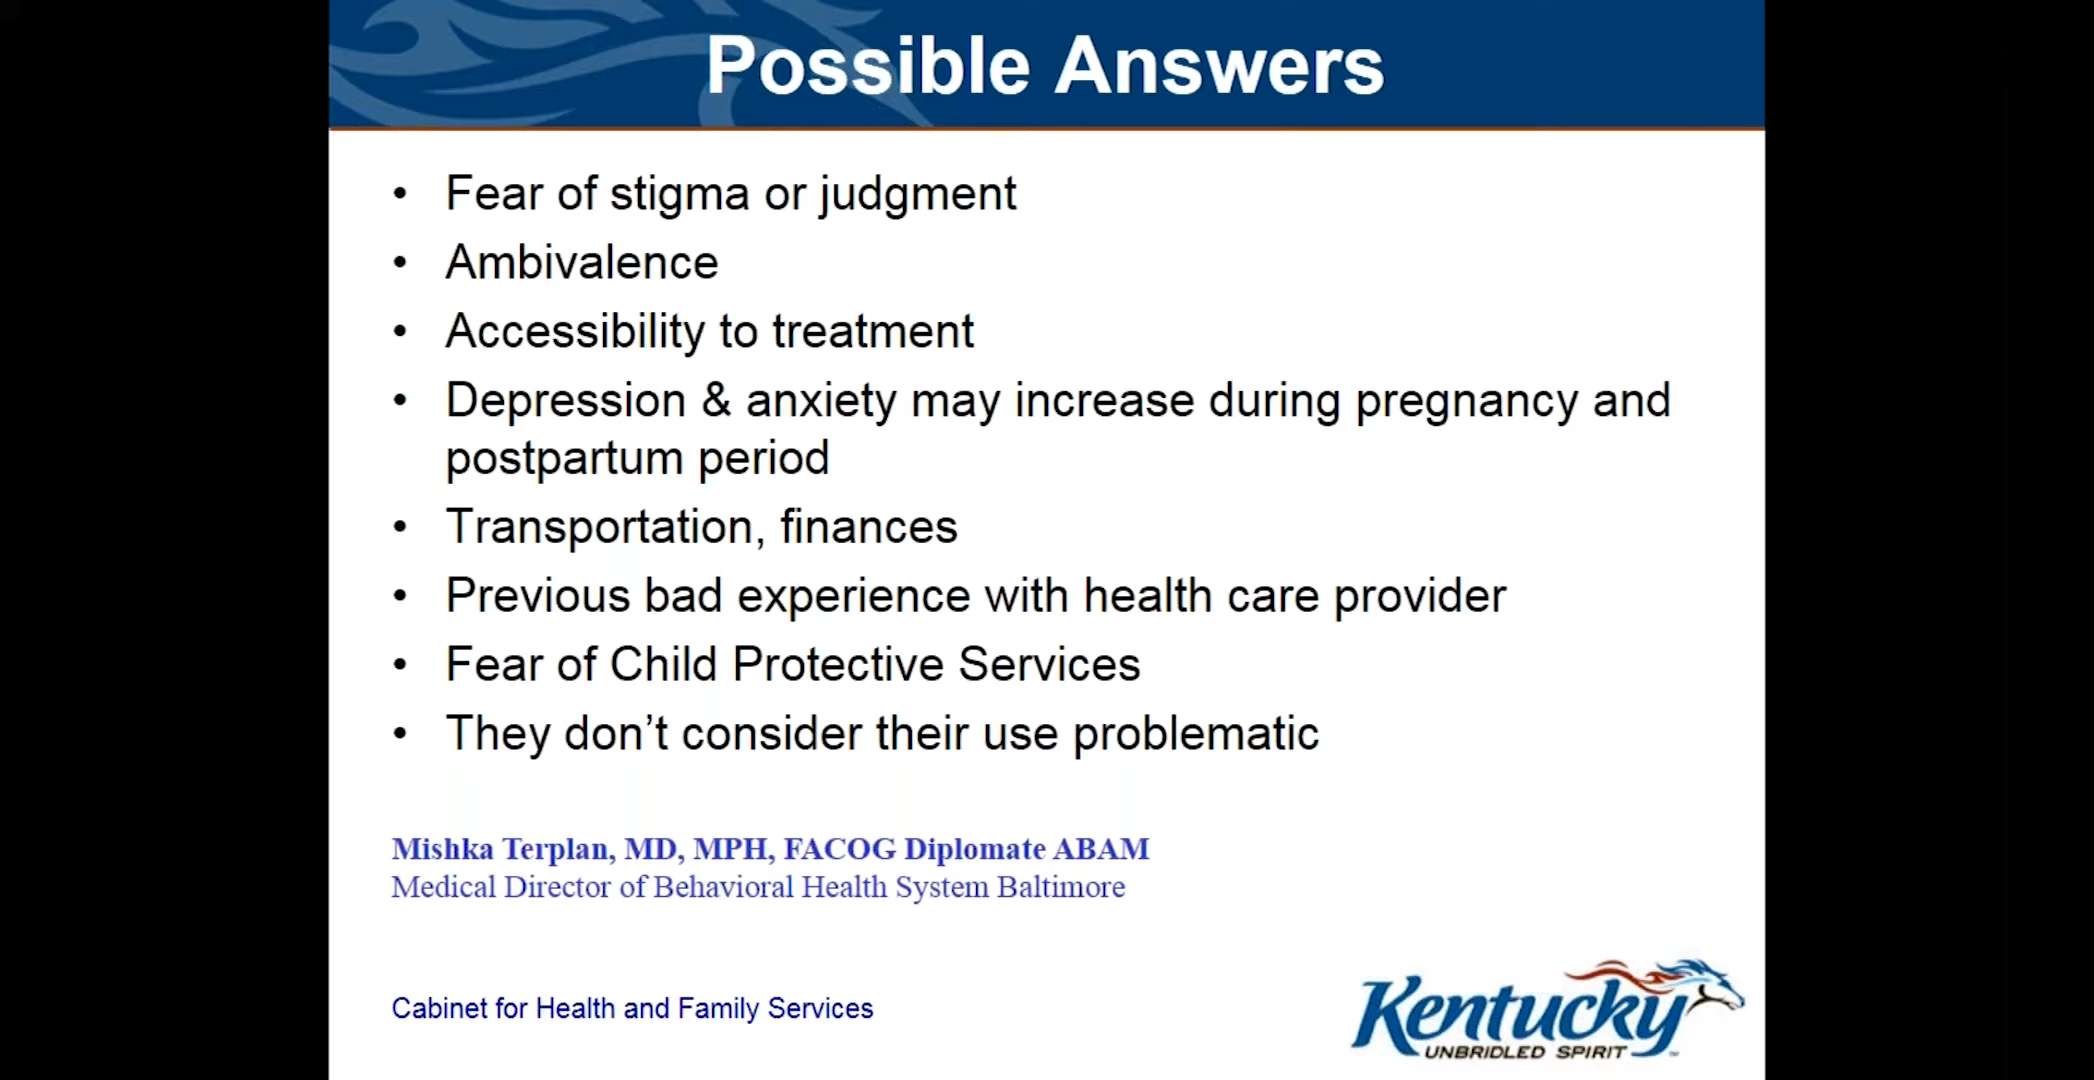 Possible Answers
• Fear of stigma or judgment
• Ambivalence
• Accessibility to treatment
• Depression & anxiety may increase during pregnancy and
postpartum period
• Transportation, finances
• Previous bad experience with health care provider
• Fear of Child Protective Services
• They don’t consider their use problematic
Mishka Terplan, MD, MPH, FACOG Diplomate ABAM
Medical Director of Behavioral Health System Baltimore
Cabinet for Health and Family Services
Kentucky
UNBRIDLED SPIRIT™